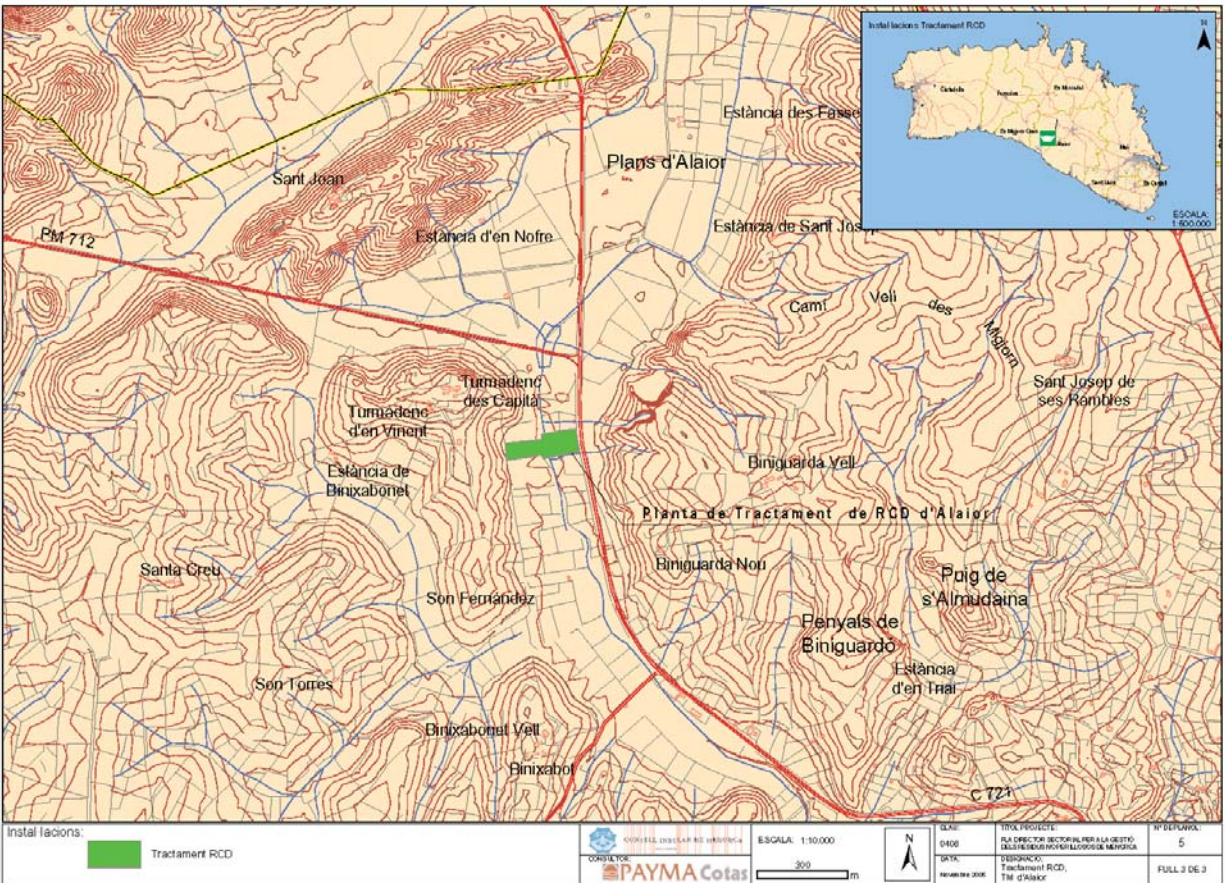 Instal·lacions Tractament RCD
N
Ciutadella
Ferreries
Es Mercadal
Es Migjorn Gran
Alaior
Maó
Sant Lluís
Es Castell
ESCALA:
1:600.000
Estància des Fasse
Plans d'Alaior
Sant Joan
PM 712
Estància d'en Nofre
Estància de Sant Josep
Camí Vell des Migjorn
Turmadenc
des Capità
Sant Josep de
ses Rambles
Turmadenc
d'en Vinent
Estància de
Binixabonet
Biniguarda Vell
Planta de Tractament de RCD d'Alaior
Santa Creu
Biniguarda Nou
Son Fernández
Puig de
s'Almudaina
Penyals de
Biniguardó
Estància
d'en Triai
Son Torres
Binixabonet Vell
Binixabot
C 721
Instal·lacions:
Tractament RCD
CONSELL INSULAR DE MENORCA
CONSULTOR:
PAYMA Cotas
ESCALA: 1:10.000
300
m
N
CLAU:
0408
DATA:
Novembre 2005
TÍTOL PROJECTE:
PLA DIRECTOR SECTORIAL PER A LA GESTIÓ
DELS RESIDUS NO PERILLOSOS DE MENORCA
DESIGNACIÓ:
Tractament RCD,
TM d'Alaior
Nº DE PLÀNOL:
5
FULL 3 DE 3